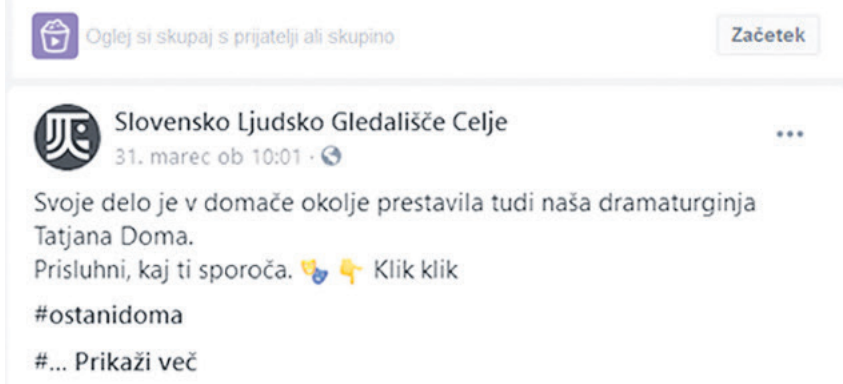 Oglej si skupaj s prijatelji ali skupino
Začetek
Slovensko Ljudsko Gledališče Celje
31. marec ob 10:01 ·
Svoje delo je v domače okolje prestavila tudi naša dramaturginja
Tatjana Doma.
Prisluhni, kaj ti sporoča. 🎭 👇 Klik klik
#ostanidoma
#... Prikaži več